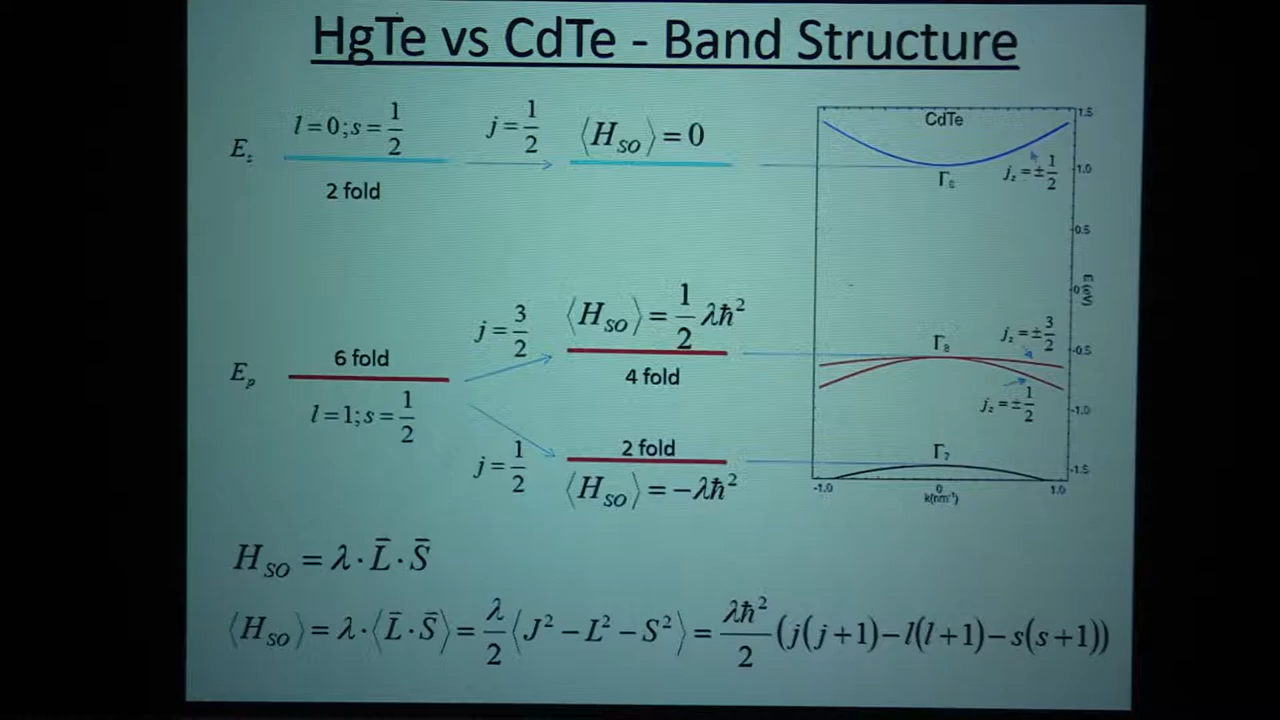 HgTe vs CdTe - Band Structure
E_s
l=0; s=1/2
2 fold
j=1/2
⟨H_SO⟩=0
E_p
6 fold
l=1; s=1/2
j=3/2
⟨H_SO⟩=1/2 λħ²
4 fold
j=1/2
2 fold
⟨H_SO⟩=−λħ²
CdTe
Γ₆
j_z=±1/2
Γ₈
j_z=±3/2
j_z=±1/2
Γ₇
1.5
1.0
0.5
0
-0.5
-1.0
-1.5
E(eV)
-1.0 0 1.0
k(nm⁻¹)
H_SO = λ·L̄·S̄
⟨H_SO⟩=λ·⟨L̄·S̄⟩=λ/2⟨J²−L²−S²⟩=λħ²/2(j(j+1)−l(l+1)−s(s+1))